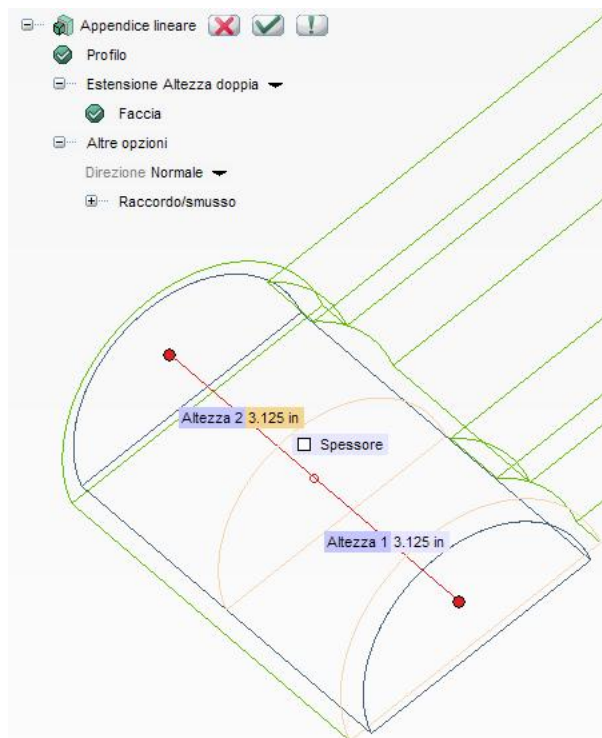 Appendice lineare
Profilo
Estensione Altezza doppia
Faccia
Altre opzioni
Direzione Normale
Raccordo/smusso
Altezza 2 3.125 in
Spessore
Altezza 1 3.125 in